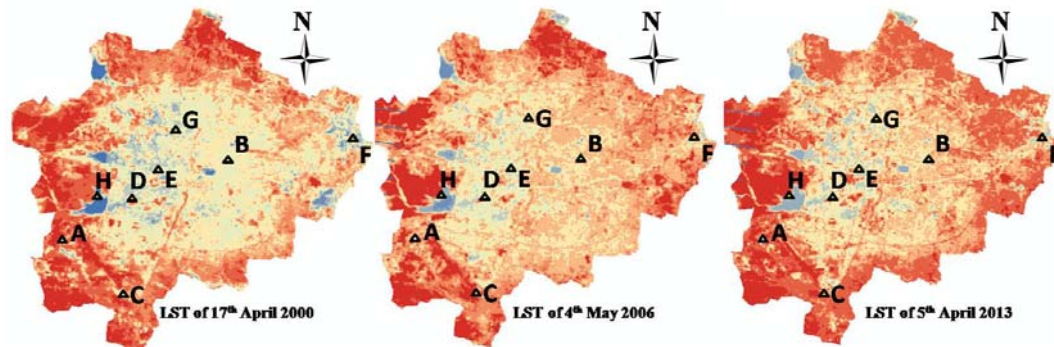 N
G
B
F
E
H
D
A
C
LST of 17th April 2000
N
G
B
F
E
H
D
A
C
LST of 4th May 2006
N
G
B
F
E
H
D
A
C
LST of 5th April 2013